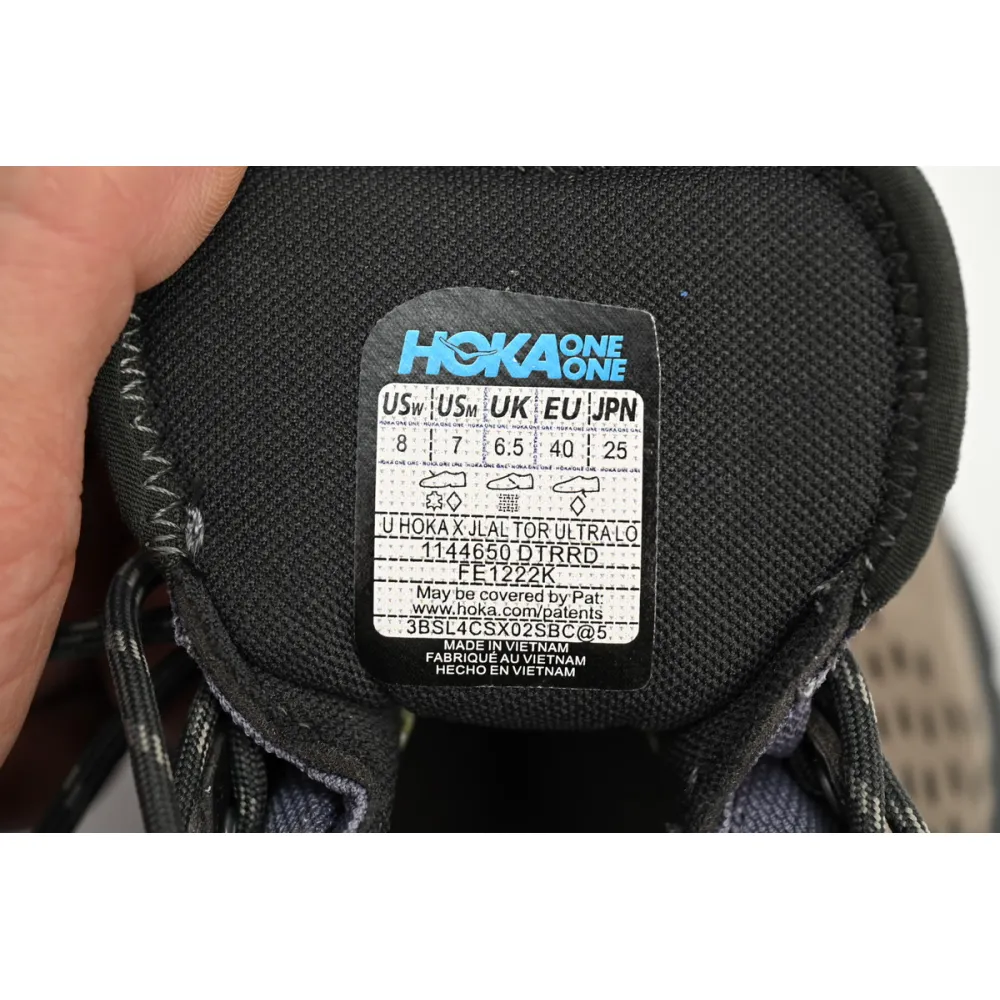 HOKA ONE ONE
USW USM UK EU JPN
8 7 6.5 40 25
U HOKA X JLAL TOR ULTRA LO
1144650 DTRRD
FE1222K
May be covered by Pat:
www.hoka.com/patents
3BSL4CSX02SBC@5
MADE IN VIETNAM
FABRIQUÉ AU VIETNAM
HECHO EN VIETNAM